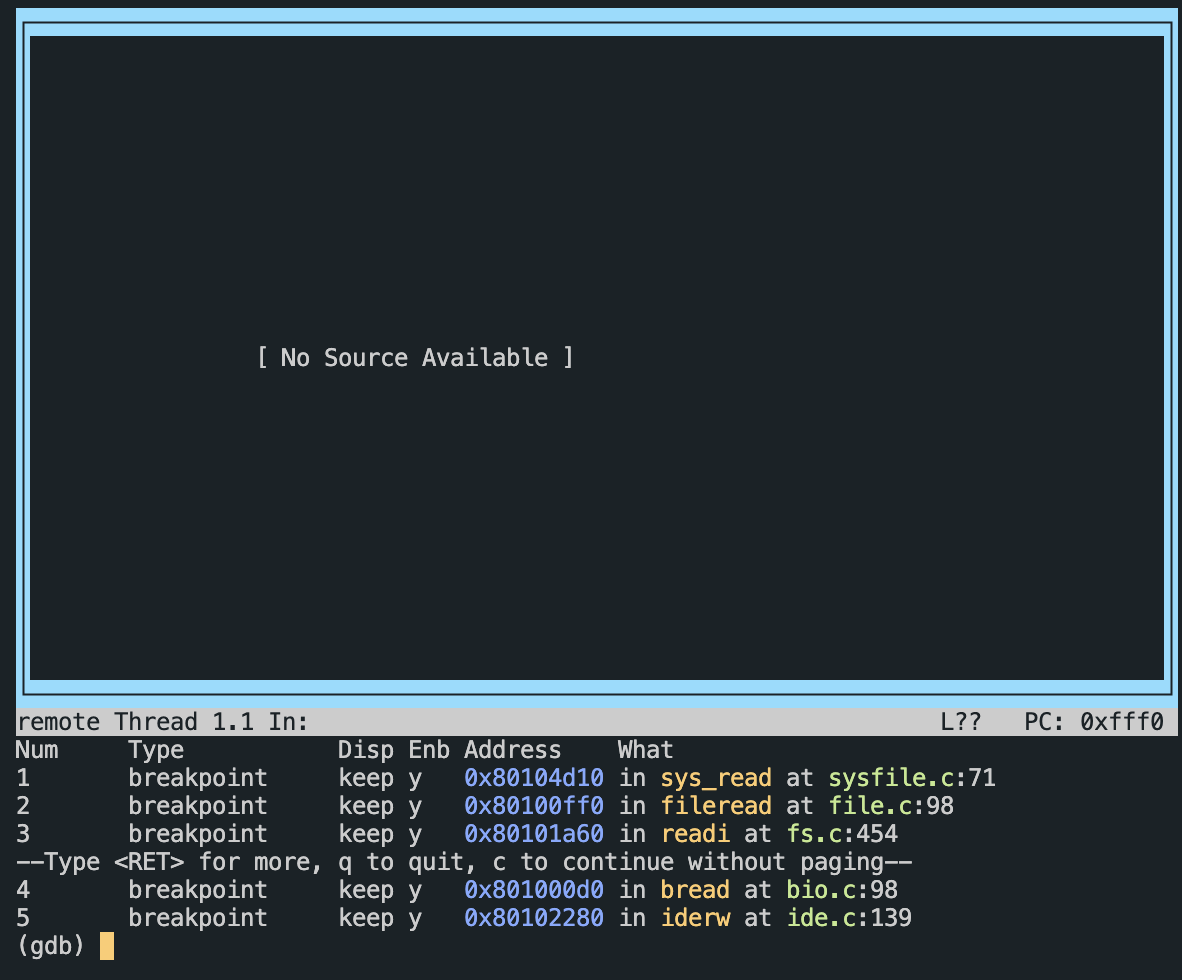 [ No Source Available ]
remote Thread 1.1 In: L?? PC: 0xfff0
Num Type Disp Enb Address What
1 breakpoint keep y 0x80104d10 in sys_read at sysfile.c:71
2 breakpoint keep y 0x80100ff0 in fileread at file.c:98
3 breakpoint keep y 0x80101a60 in readi at fs.c:454
--Type <RET> for more, q to quit, c to continue without paging--
4 breakpoint keep y 0x801000d0 in bread at bio.c:98
5 breakpoint keep y 0x80102280 in iderw at ide.c:139
(gdb)